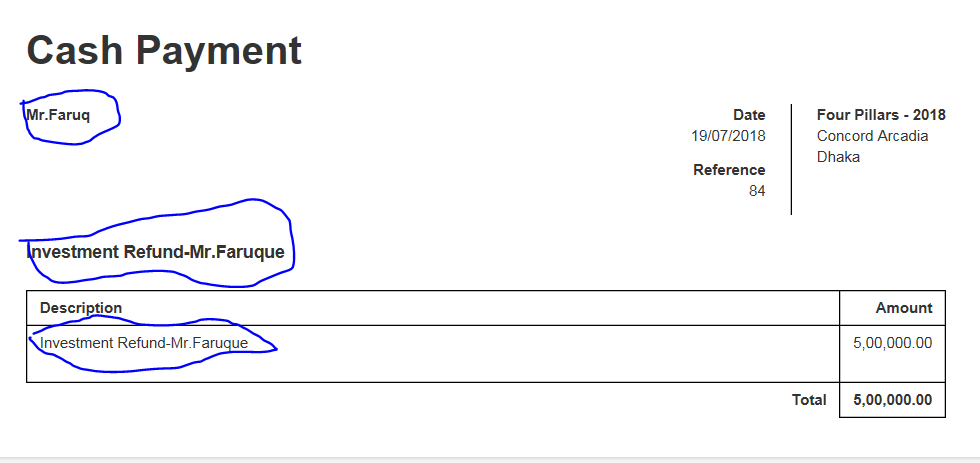 Cash Payment
Mr.Faruq
Date
19/07/2018
Reference
84
Four Pillars - 2018
Concord Arcadia
Dhaka
Investment Refund-Mr.Faruque
Description Amount
Investment Refund-Mr.Faruque 5,00,000.00
Total 5,00,000.00